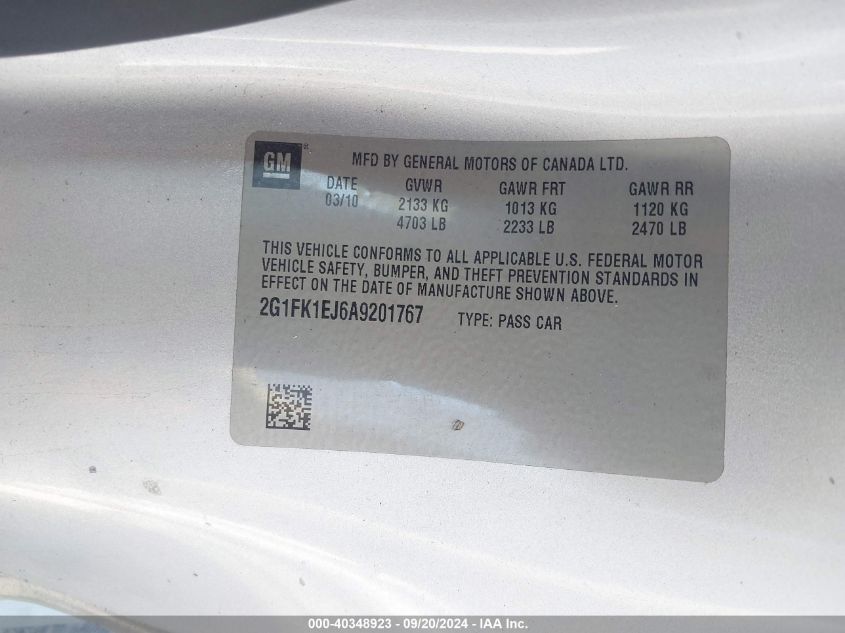 GM ® MFD BY GENERAL MOTORS OF CANADA LTD.
DATE GVWR GAWR FRT GAWR RR
03/10 2133 KG 1013 KG 1120 KG
4703 LB 2233 LB 2470 LB
THIS VEHICLE CONFORMS TO ALL APPLICABLE U.S. FEDERAL MOTOR
VEHICLE SAFETY, BUMPER, AND THEFT PREVENTION STANDARDS IN
EFFECT ON THE DATE OF MANUFACTURE SHOWN ABOVE.
2G1FK1EJ6A9201767 TYPE: PASS CAR
000-40348923 - 09/20/2024 - IAA Inc.